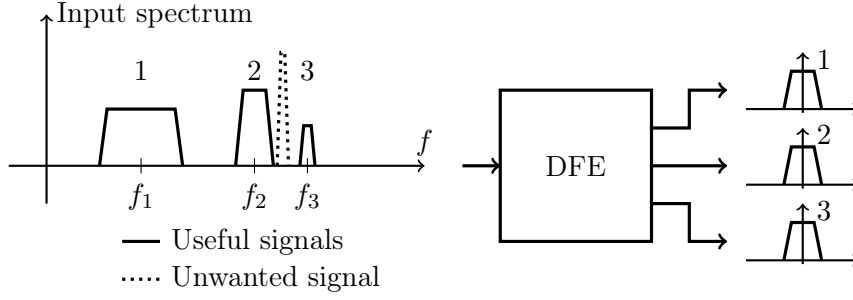 Input spectrum
1
2
3
f
f1
f2
f3
Useful signals
Unwanted signal
DFE
1
2
3